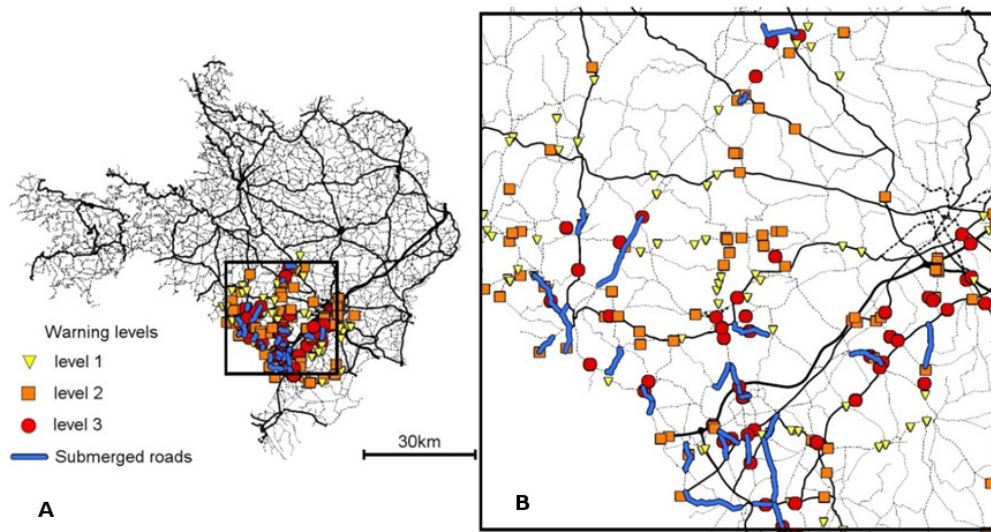 Warning levels
level 1
level 2
level 3
Submerged roads
30km
A
B